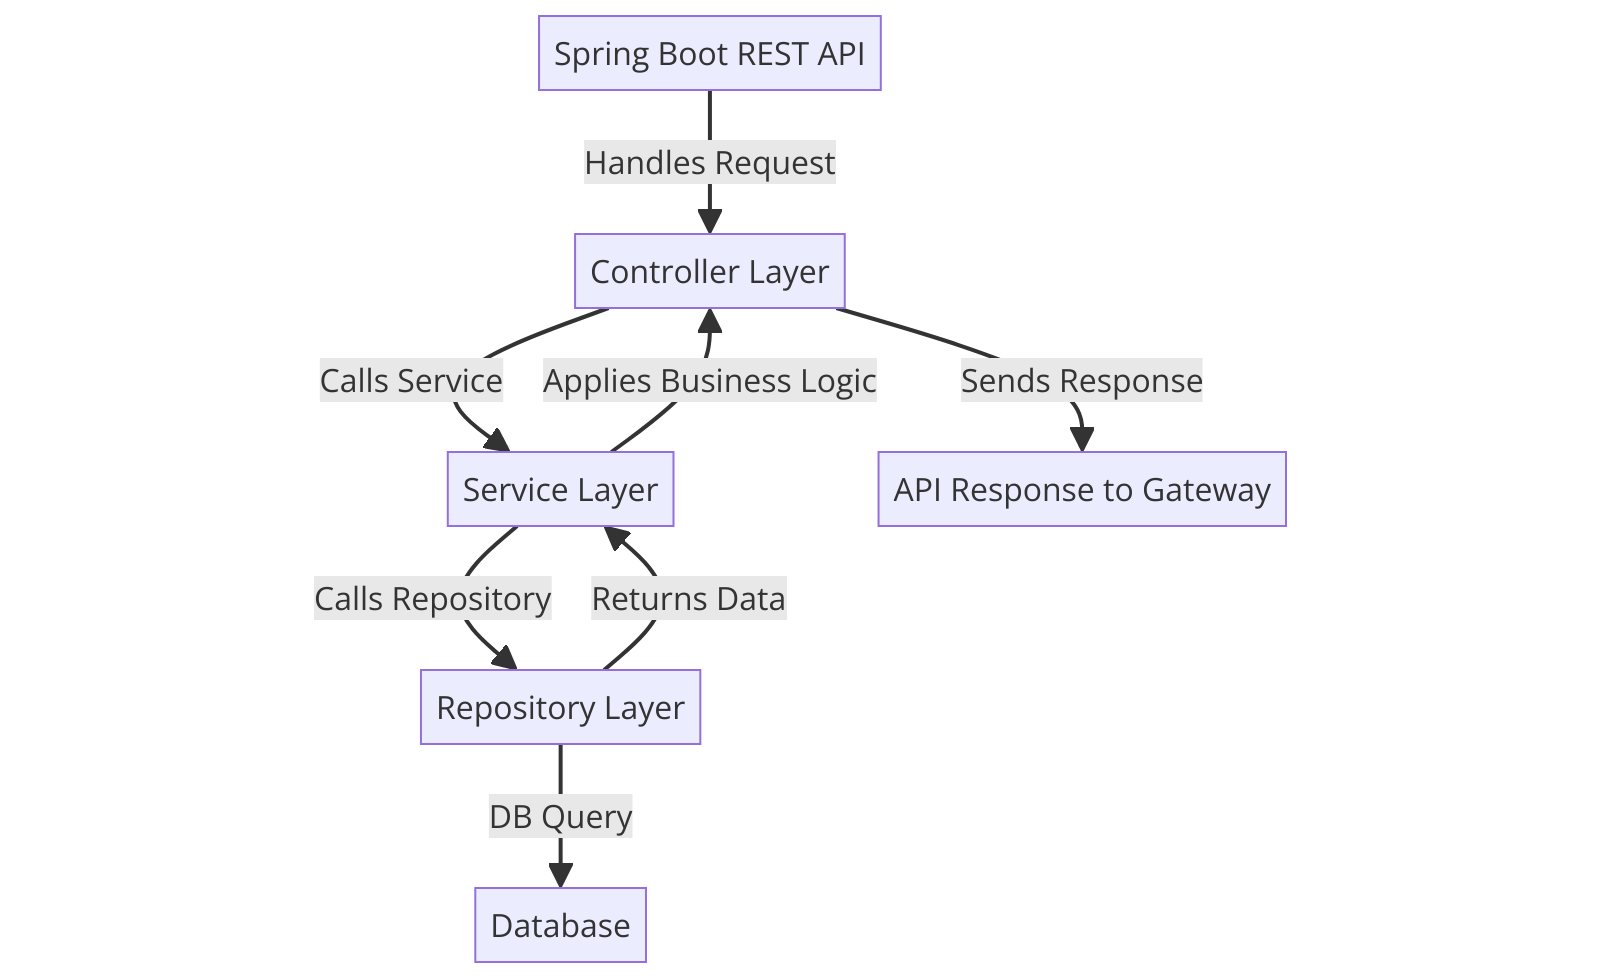 Spring Boot REST API
Handles Request
Controller Layer
Calls Service
Applies Business Logic
Sends Response
Service Layer
API Response to Gateway
Calls Repository
Returns Data
Repository Layer
DB Query
Database